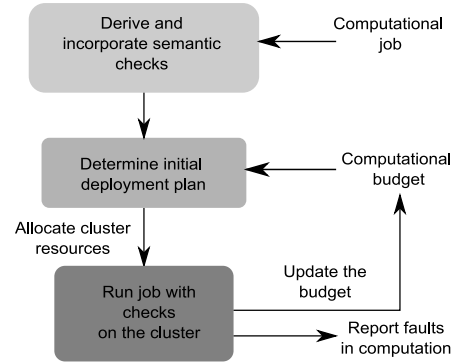 Derive and
incorporate semantic
checks
Computational
job
Determine initial
deployment plan
Computational
budget
Allocate cluster
resources
Run job with
checks
on the cluster
Update the
budget
Report faults
in computation